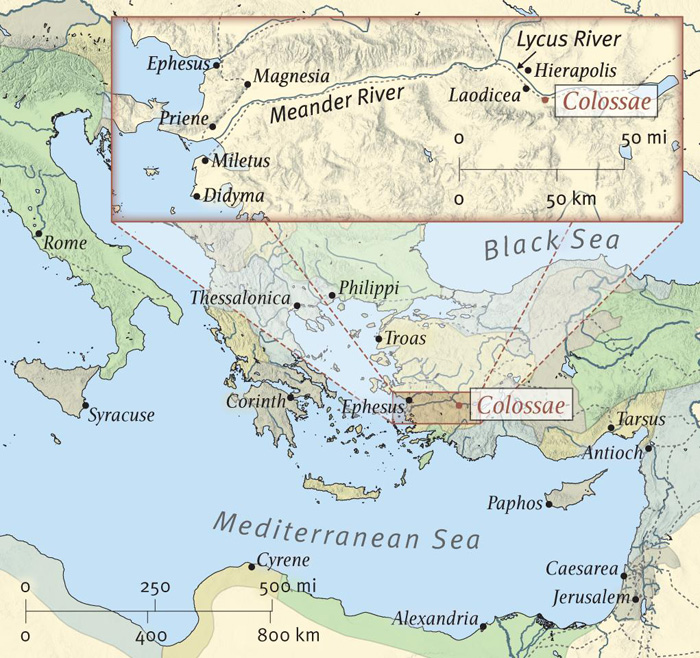 Lycus River
Ephesus
Magnesia
Hierapolis
Laodicea
Colossae
Meander River
Priene
0 50 mi
0 50 km
Miletus
Didyma
Rome
Black Sea
Thessalonica
Philippi
Troas
Corinth
Ephesus
Colossae
Syracuse
Tarsus
Antioch
Paphos
Mediterranean Sea
Cyrene
Caesarea
Jerusalem
Alexandria
0 250 500 mi
0 400 800 km